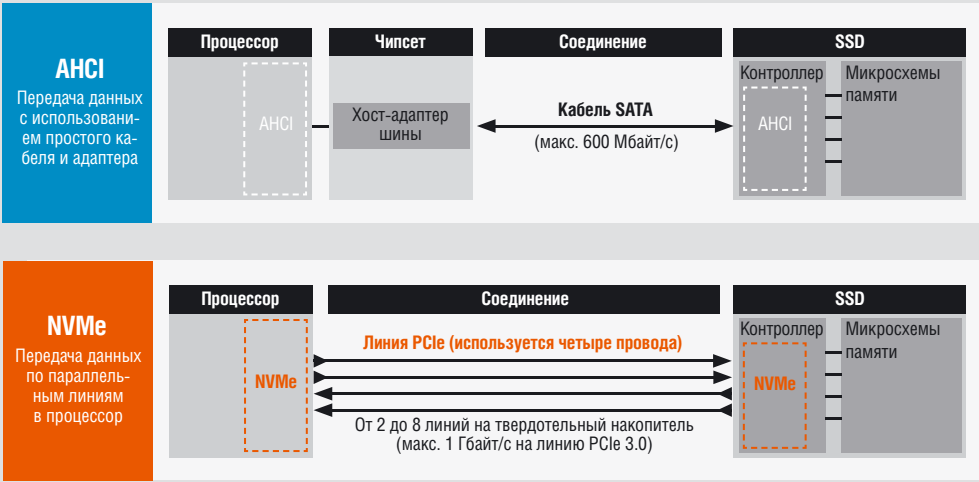 AHCI
Передача данных
с использовани-
ем простого ка-
беля и адаптера
Процессор
Чипсет
Соединение
SSD
AHCI
Хост-адаптер
шины
Кабель SATA
(макс. 600 Мбайт/с)
Контроллер
AHCI
Микросхемы
памяти
NVMe
Передача данных
по параллель-
ным линиям
в процессор
Процессор
Соединение
SSD
NVMe
Линия PCIe (используется четыре провода)
От 2 до 8 линий на твердотельный накопитель
(макс. 1 Гбайт/с на линию PCIe 3.0)
Контроллер
NVMe
Микросхемы
памяти